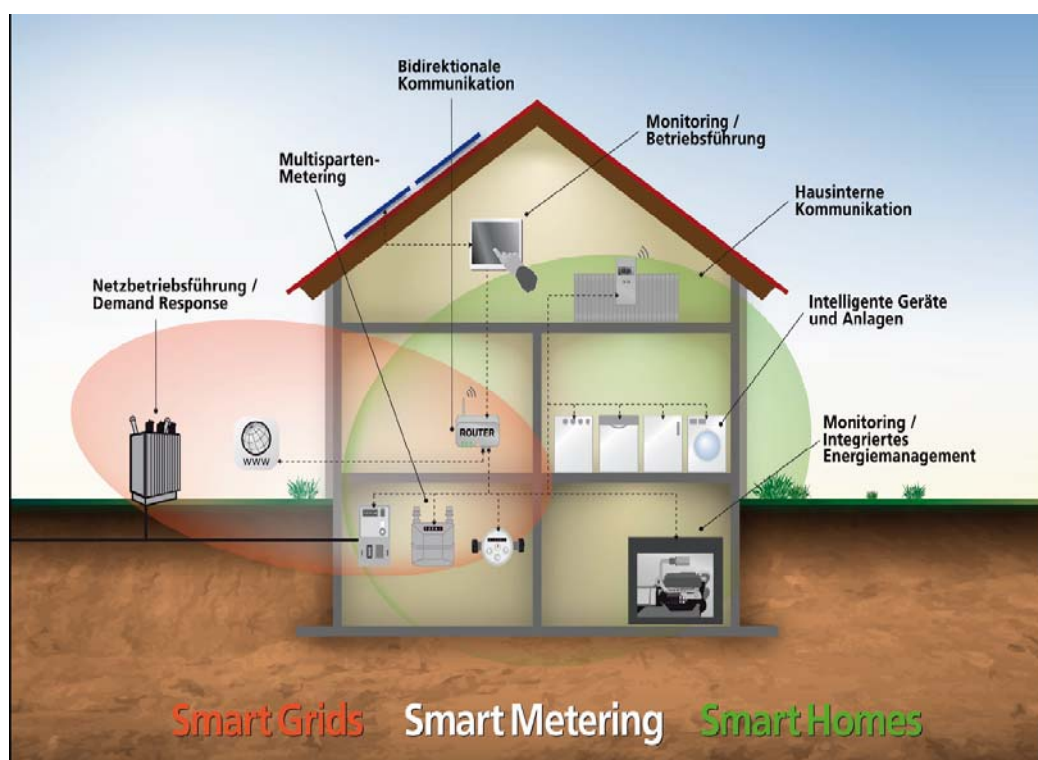 Bidirektionale
Kommunikation
Monitoring /
Betriebsführung
Multisparten-
Metering
Hausinterne
Kommunikation
Netzbetriebsführung /
Demand Response
Intelligente Geräte
und Anlagen
WWW
ROUTER
Monitoring /
Integriertes
Energiemanagement
Smart Grids Smart Metering Smart Homes